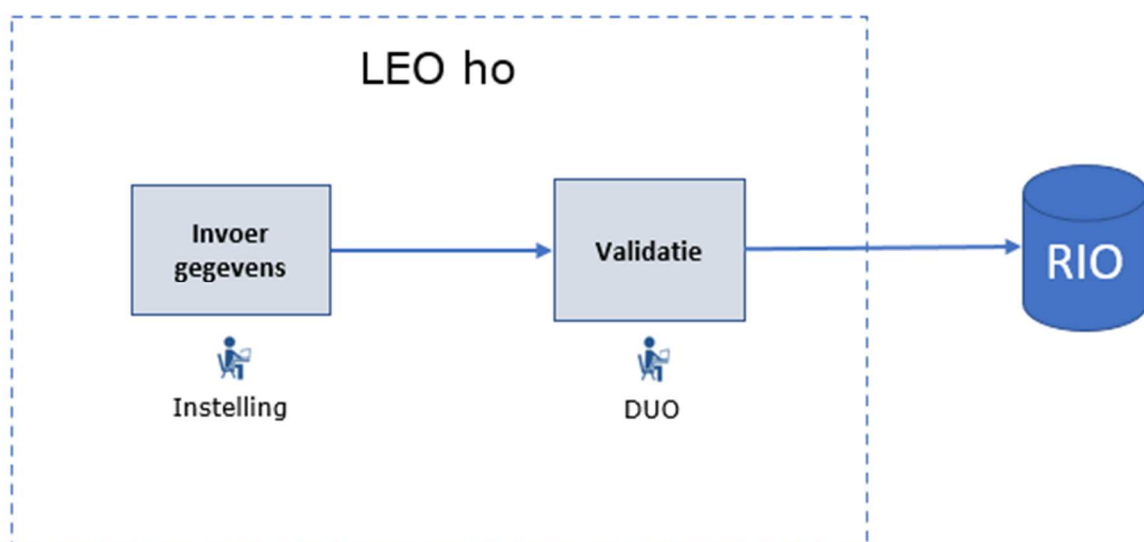 LEO ho
Invoer
gegevens
Validatie
RIO
Instelling
DUO